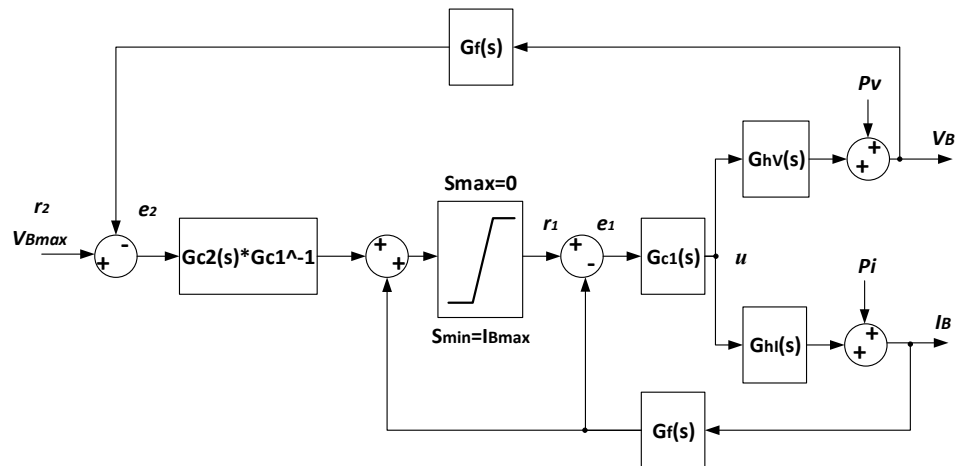 Gf(s)
Pv
GhV(s)
+
+
VB
Smax=0
r2
VBmax
e2
-
+
Gc2(s)*Gc1^-1
+
+
r1
e1
+
-
Gc1(s)
u
Pi
Smin=IBmax
GhI(s)
+
+
IB
Gf(s)